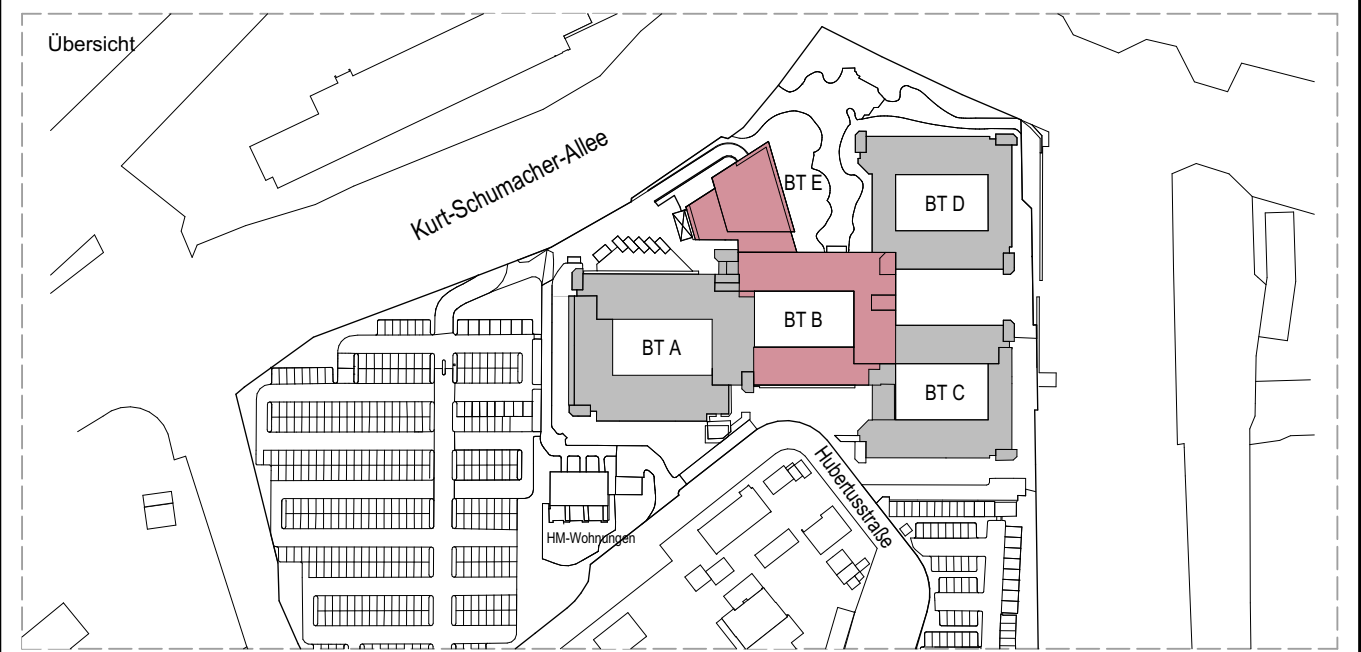 Übersicht
Kurt-Schumacher-Allee
BT E
BT D
BT B
BT A
BT C
Hubertusstraße
HM-Wohnungen